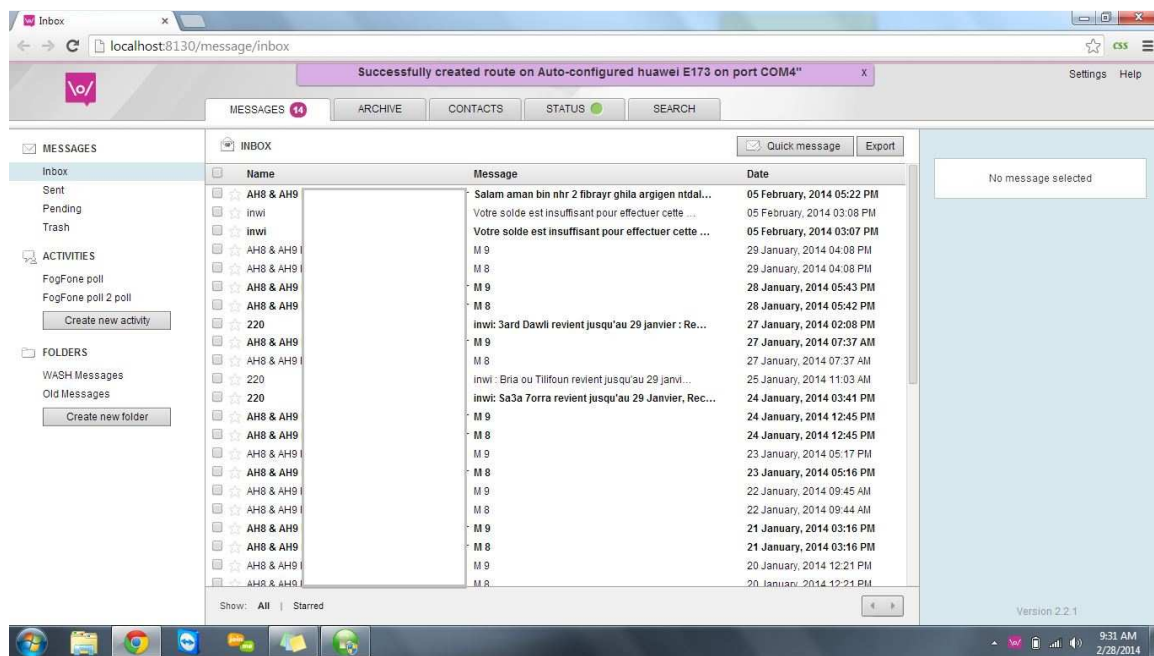 Inbox
localhost:8130/message/inbox
css
Successfully created route on Auto-configured huawei E173 on port COM4" x
Settings Help
\o/
MESSAGES 14 ARCHIVE CONTACTS STATUS SEARCH
MESSAGES
Inbox
Sent
Pending
Trash
ACTIVITIES
FogFone poll
FogFone poll 2 poll
Create new activity
FOLDERS
WASH Messages
Old Messages
Create new folder
INBOX Quick message Export
Name Message Date
AH8 & AH9 Salam aman bin nhr 2 fibrayr ghila argigen ntdal... 05 February, 2014 05:22 PM
inwi Votre solde est insuffisant pour effectuer cette ... 05 February, 2014 03:08 PM
inwi Votre solde est insuffisant pour effectuer cette ... 05 February, 2014 03:07 PM
AH8 & AH9 M 9 29 January, 2014 04:08 PM
AH8 & AH9 M 8 29 January, 2014 04:08 PM
AH8 & AH9 M 9 28 January, 2014 05:43 PM
AH8 & AH9 M 8 28 January, 2014 05:42 PM
220 inwi: 3ard Dawli revient jusqu'au 29 janvier : Re... 27 January, 2014 02:08 PM
AH8 & AH9 M 9 27 January, 2014 07:37 AM
AH8 & AH9 M 8 27 January, 2014 07:37 AM
220 inwi : Bria ou Tilifoun revient jusqu'au 29 janvi... 25 January, 2014 11:03 AM
220 inwi: Sa3a 7orra revient jusqu'au 29 Janvier, Rec... 24 January, 2014 03:41 PM
AH8 & AH9 M 9 24 January, 2014 12:45 PM
AH8 & AH9 M 8 24 January, 2014 12:45 PM
AH8 & AH9 M 9 23 January, 2014 05:17 PM
AH8 & AH9 M 8 23 January, 2014 05:16 PM
AH8 & AH9 M 9 22 January, 2014 09:45 AM
AH8 & AH9 M 8 22 January, 2014 09:44 AM
AH8 & AH9 M 9 21 January, 2014 03:16 PM
AH8 & AH9 M 8 21 January, 2014 03:16 PM
AH8 & AH9 M 9 20 January, 2014 12:21 PM
AH8 & AH9 M 8 20 January, 2014 12:21 PM
Show: All | Starred
No message selected
Version 2.2.1
9:31 AM
2/28/2014